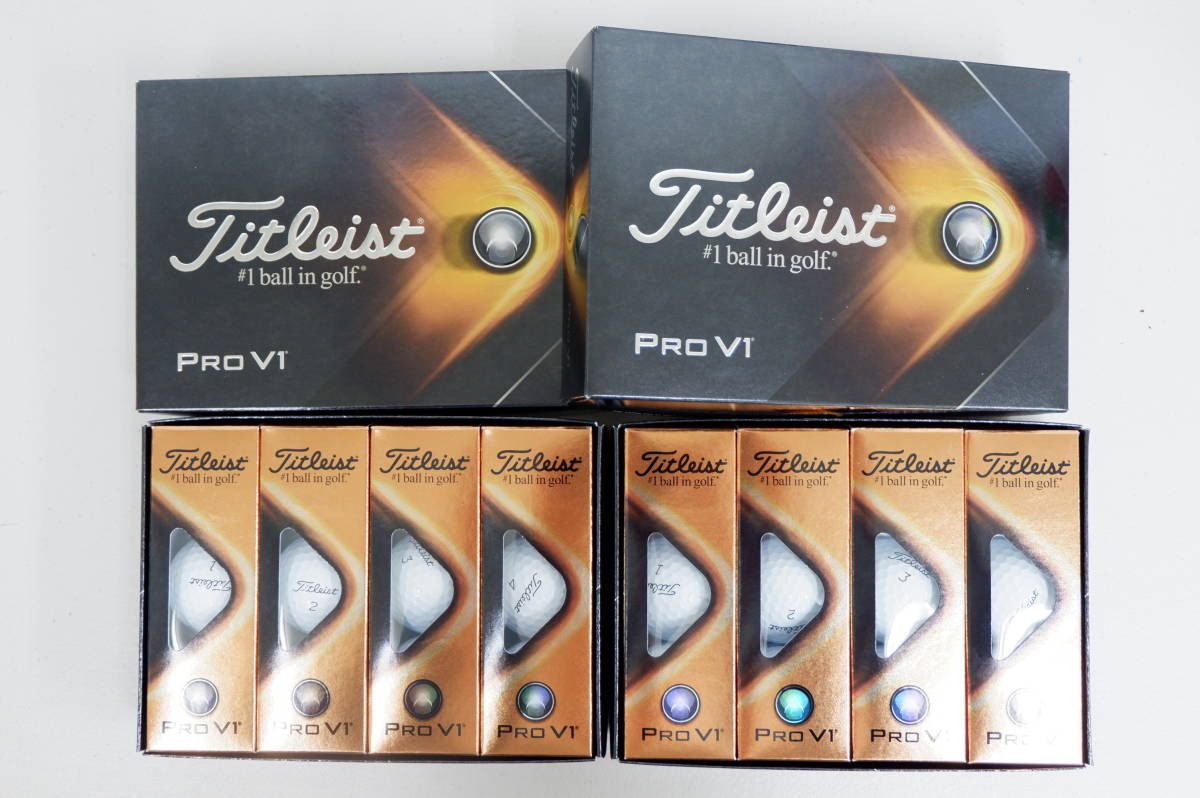 Titleist®
#1 ball in golf.®
PRO V1®
Titleist
Titleist®
#1 ball in golf.®
PRO V1®
Titleist
#1 ball in golf.®
1
Titleist
PRO V1®
Titleist
#1 ball in golf.®
Titleist
2
PRO V1®
Titleist
#1 ball in golf.®
Titleist
3
PRO V1®
Titleist
#1 ball in golf.®
Titleist
4
PRO V1®
Titleist
#1 ball in golf.®
1
Titleist
PRO V1®
Titleist
#1 ball in golf.®
2
Titleist
PRO V1®
Titleist
#1 ball in golf.®
Titleist
3
PRO V1
Titleist
#1 ball in golf.®
Titleist
PRO V